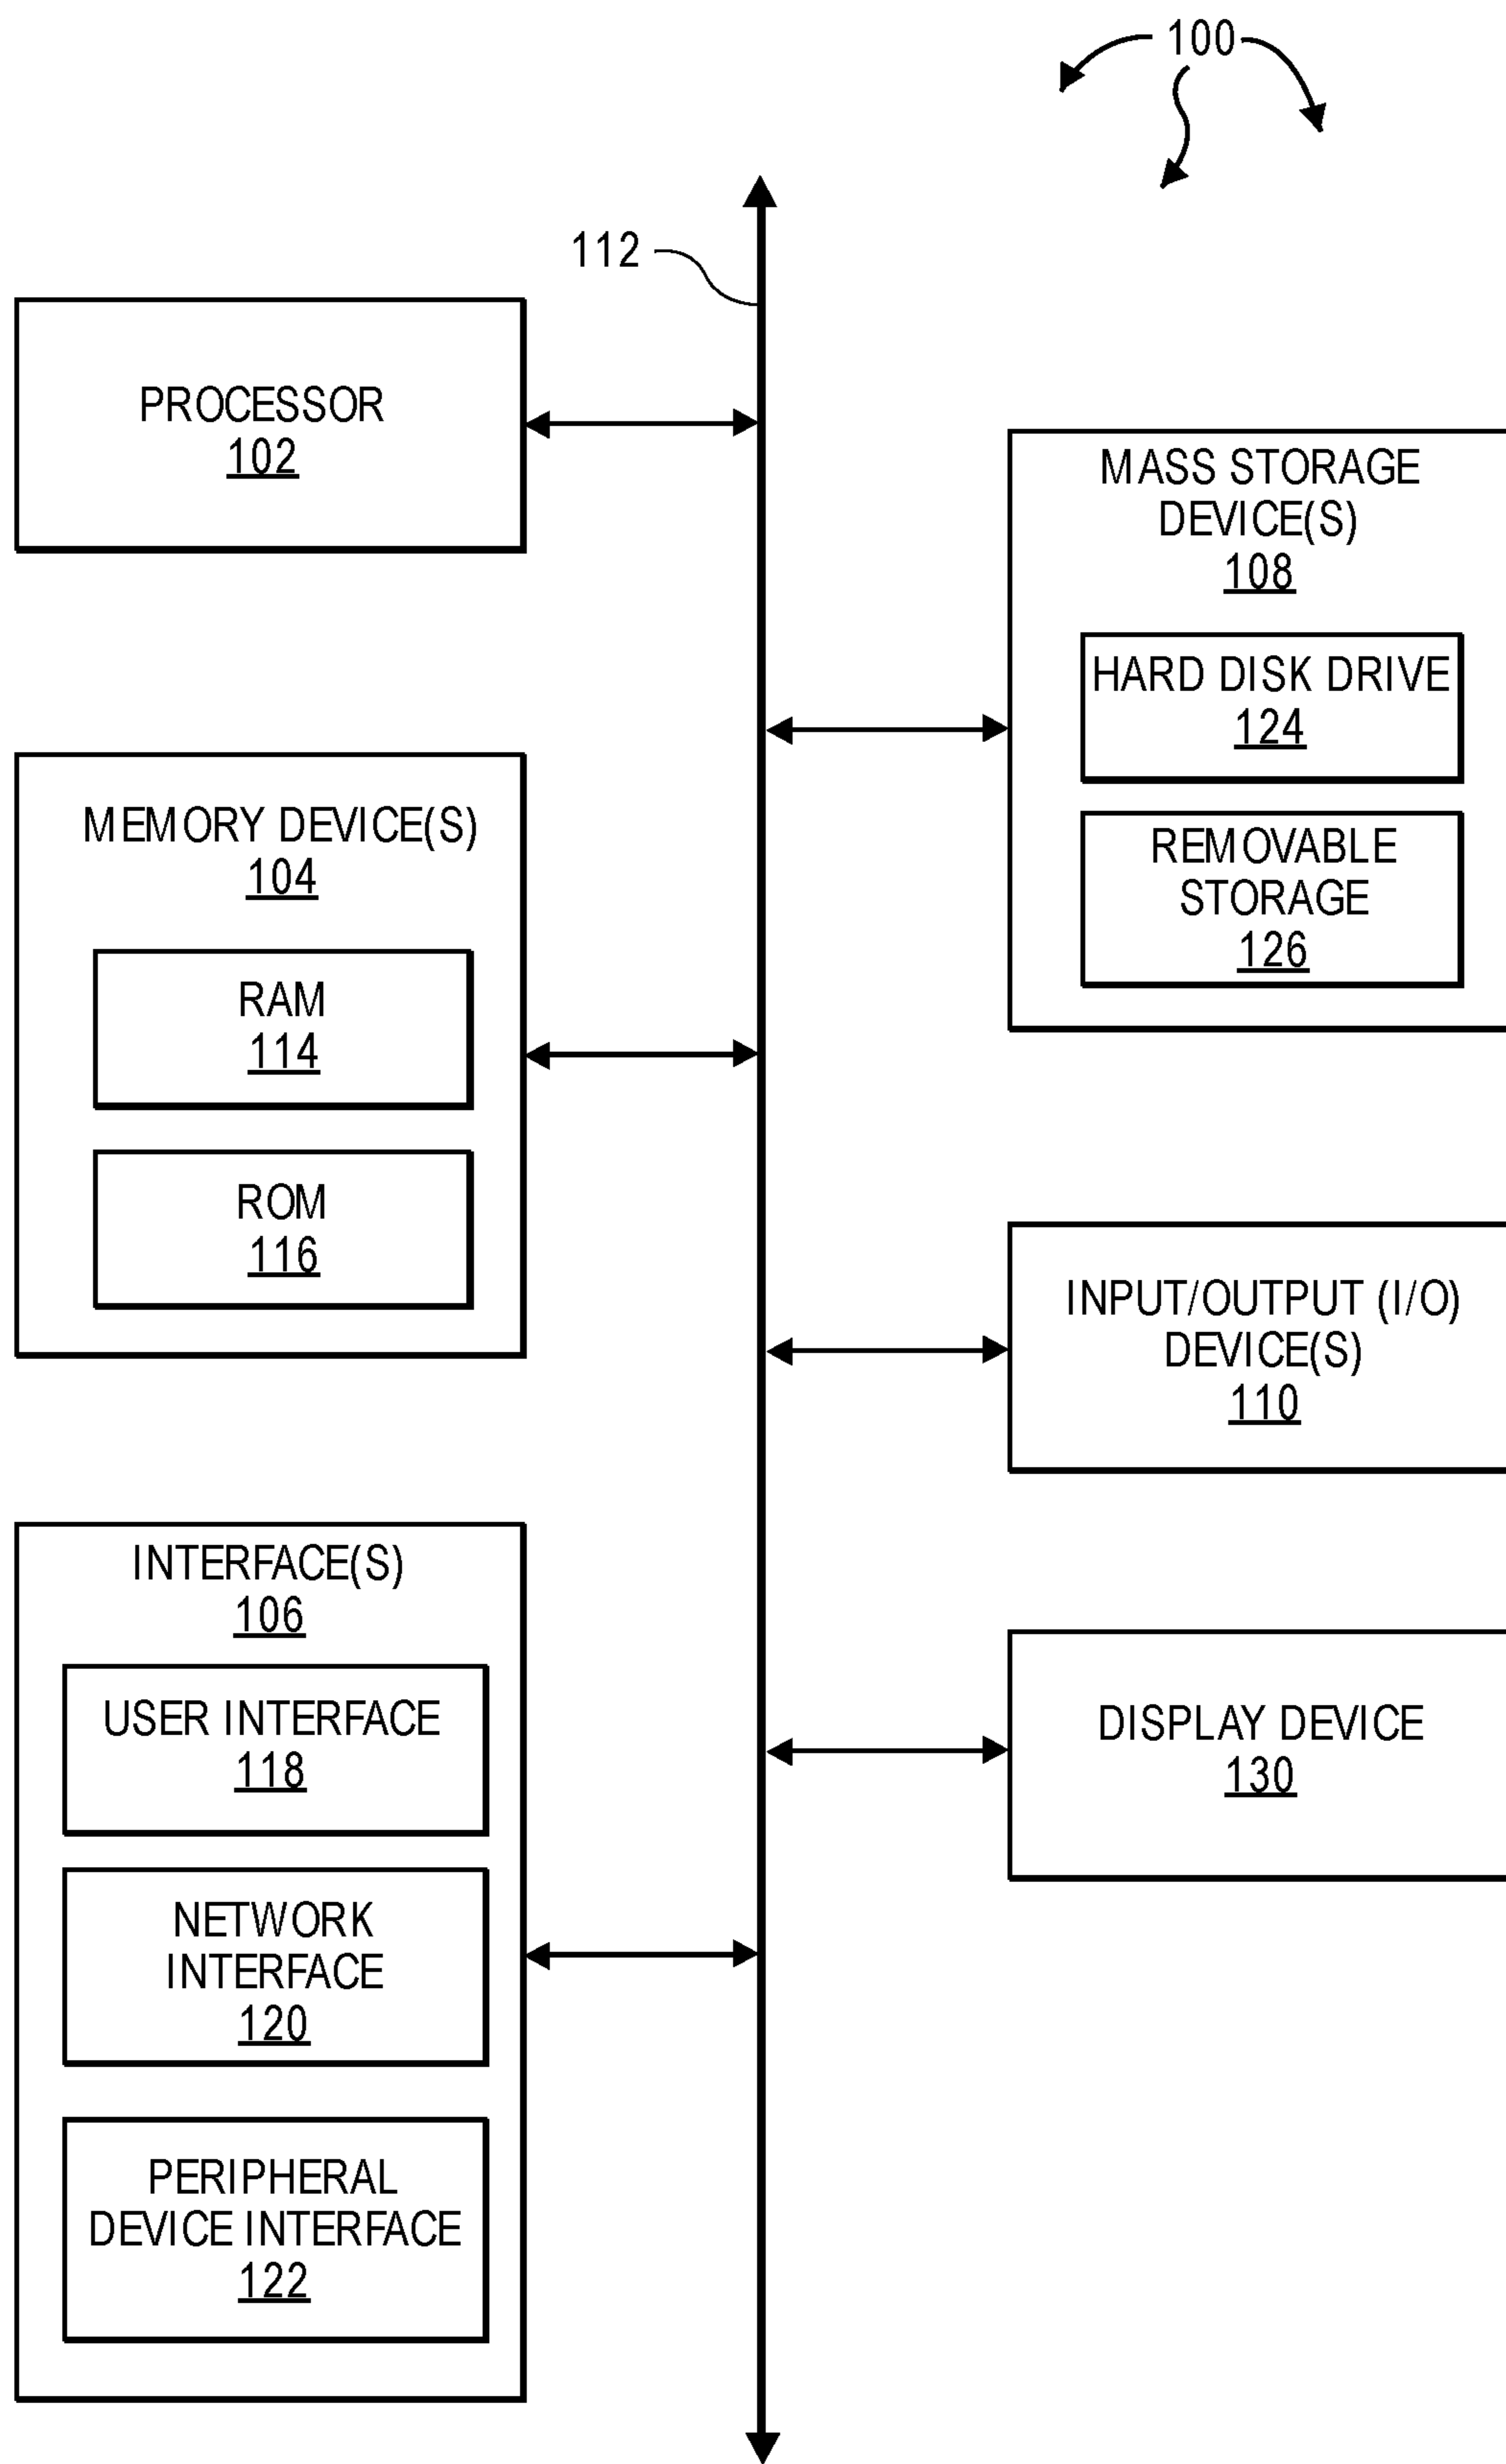 100
112
PROCESSOR
102
MASS STORAGE
DEVICE(S)
108
HARD DISK DRIVE
124
REMOVABLE
STORAGE
126
MEMORY DEVICE(S)
104
RAM
114
ROM
116
INPUT/OUTPUT (I/O)
DEVICE(S)
110
INTERFACE(S)
106
USER INTERFACE
118
NETWORK
INTERFACE
120
PERIPHERAL
DEVICE INTERFACE
122
DISPLAY DEVICE
130